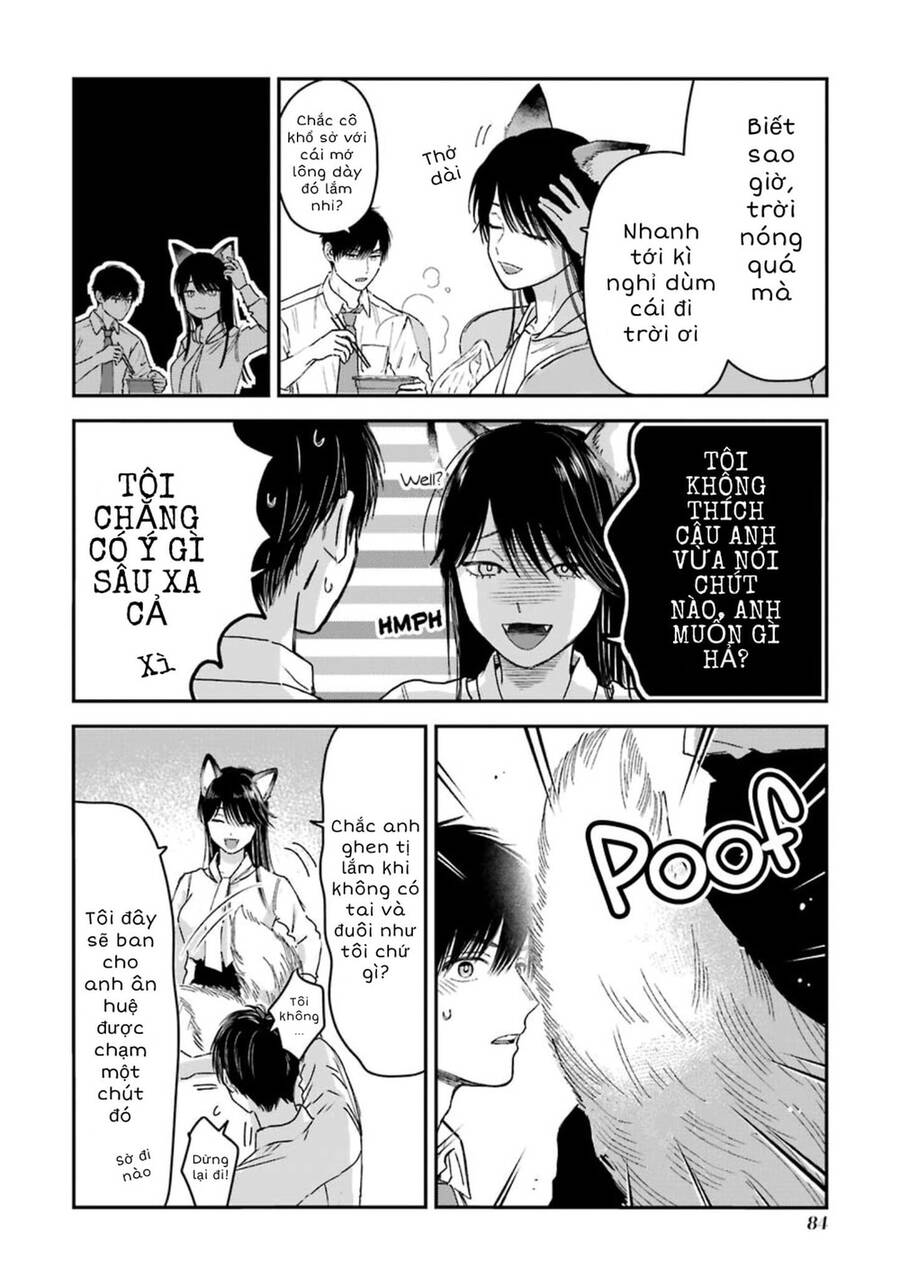 Biết
sao
giờ,
trời
nóng
quá
mà
Nhanh
tới kì
nghỉ dùm
cái đi
trời ơi
Thở
dài
Chắc cô
khổ sở với
cái mớ
lông dày
đó lắm
nhi?
TÔI
KHÔNG
THÍCH
CÂU ANH
VỪA NÓI
CHÚT
NÀO, ANH
MUỐN GÌ
HẢ?
Well?
HMPH
TÔI
CHẲNG
CÓ Ý GÌ
SÂU XA
CẢ
Xì
Poof
Chắc anh
ghen tị
lắm khi
không có
tai và
đuôi như
tôi chứ
gì?
Tôi
không
...
Tôi đây
sẽ ban
cho
anh ân
huệ
được
chạm
một
chút
đó
Sờ đi
nào
Dừng
lại đi!
84